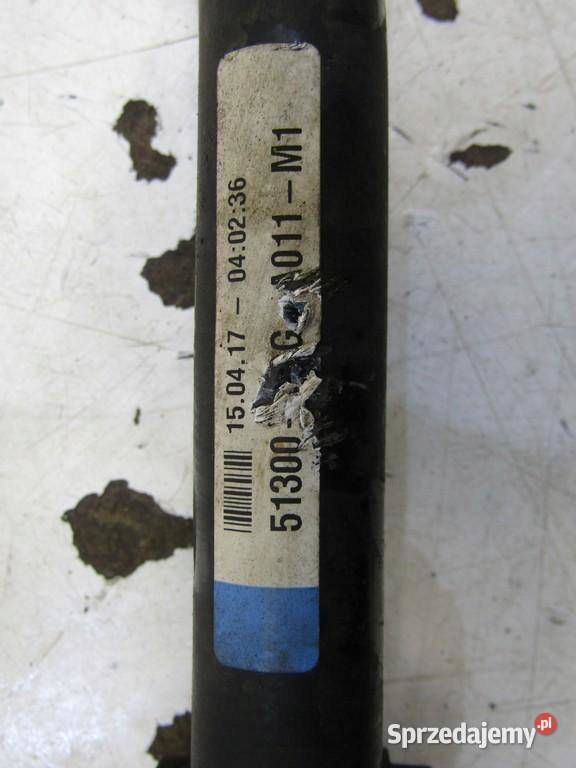 15.04.17 - 04:02:36
51300-
011-M1
Sprzedajemy.pl